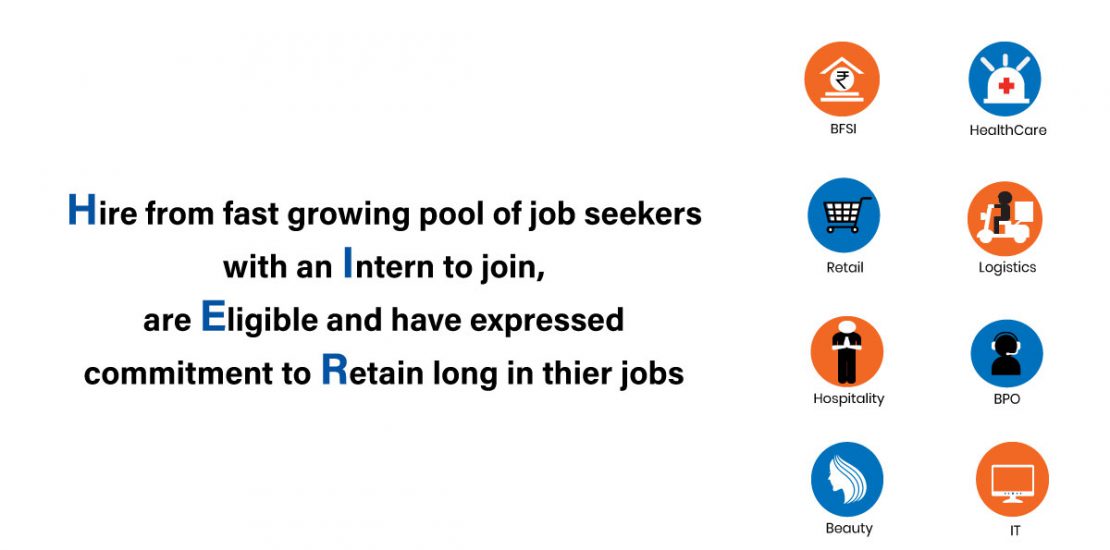 Hire from fast growing pool of job seekers
with an Intern to join,
are Eligible and have expressed
commitment to Retain long in thier jobs
₹
BFSI
HealthCare
Retail
Logistics
Hospitality
BPO
Beauty
IT